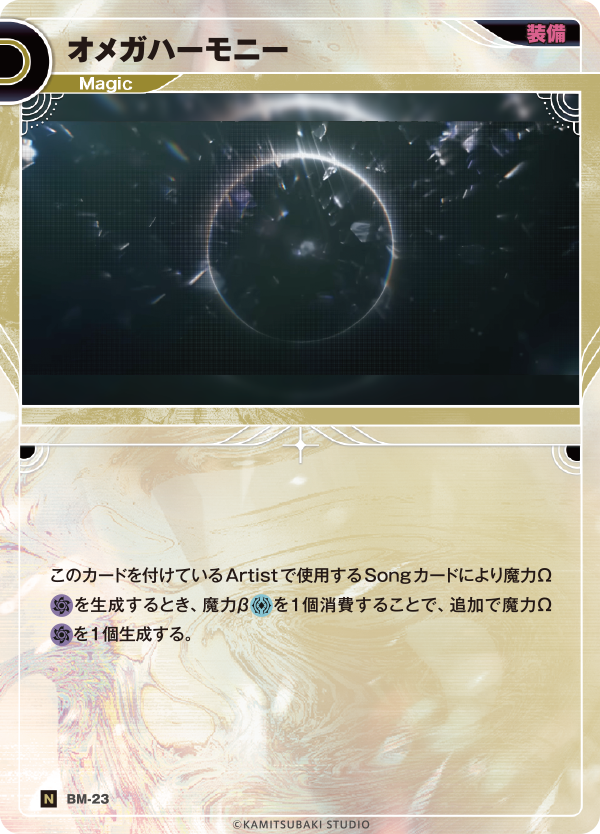 オメガハーモニー
装備
Magic
このカードを付けているArtistで使用するSongカードにより魔力Ω
を生成するとき、魔力βを1個消費することで、追加で魔力Ω
を1個生成する。
N BM-23
©KAMITSUBAKI STUDIO